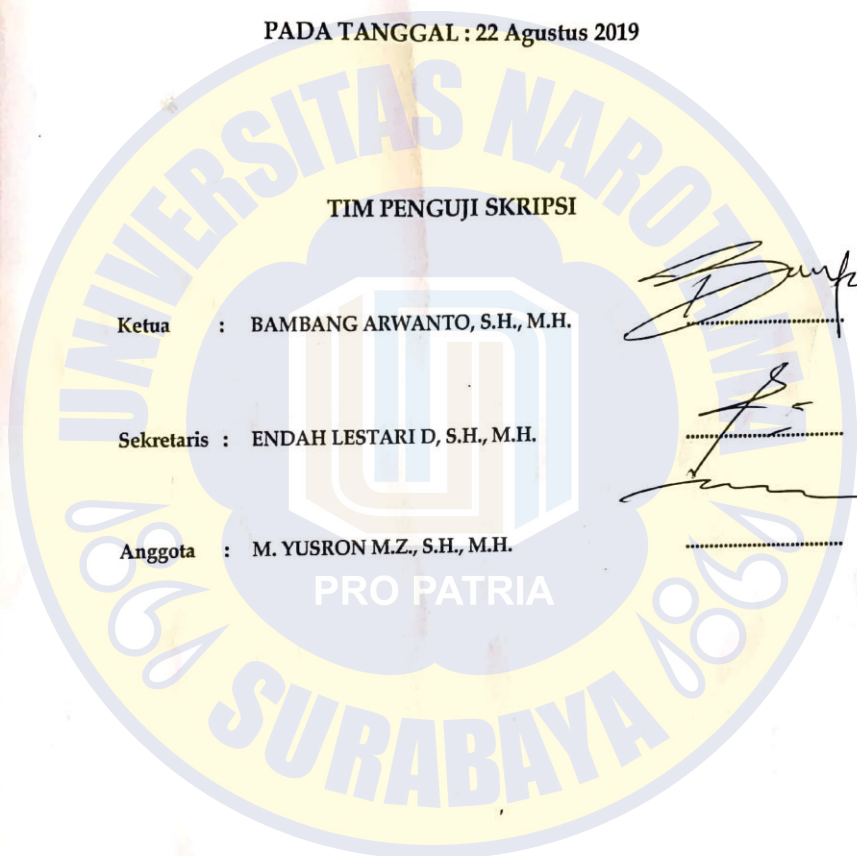 PADA TANGGAL : 22 Agustus 2019
TIM PENGUJI SKRIPSI
Ketua : BAMBANG ARWANTO, S.H., M.H.
Sekretaris : ENDAH LESTARI D, S.H., M.H.
Anggota : M. YUSRON M.Z., S.H., M.H.
UNIVERSITAS NAROTAMA
PRO PATRIA
SURABAYA